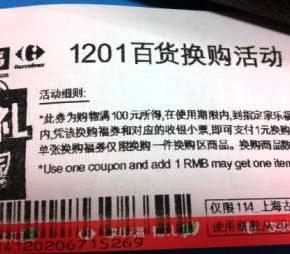 Carrefour
1201百货换购活动
礼
活动细则:
*此券为购物满100元所得,在使用期限内,到指定家乐福
内,凭该换购福券和对应的收银小票,即可支付1元换购
单张换购福券仅限换购一件换购区商品。换购商品数
*Use one coupon and add 1 RMB may get one item
仅限114 上海古
使用期
4120206715269